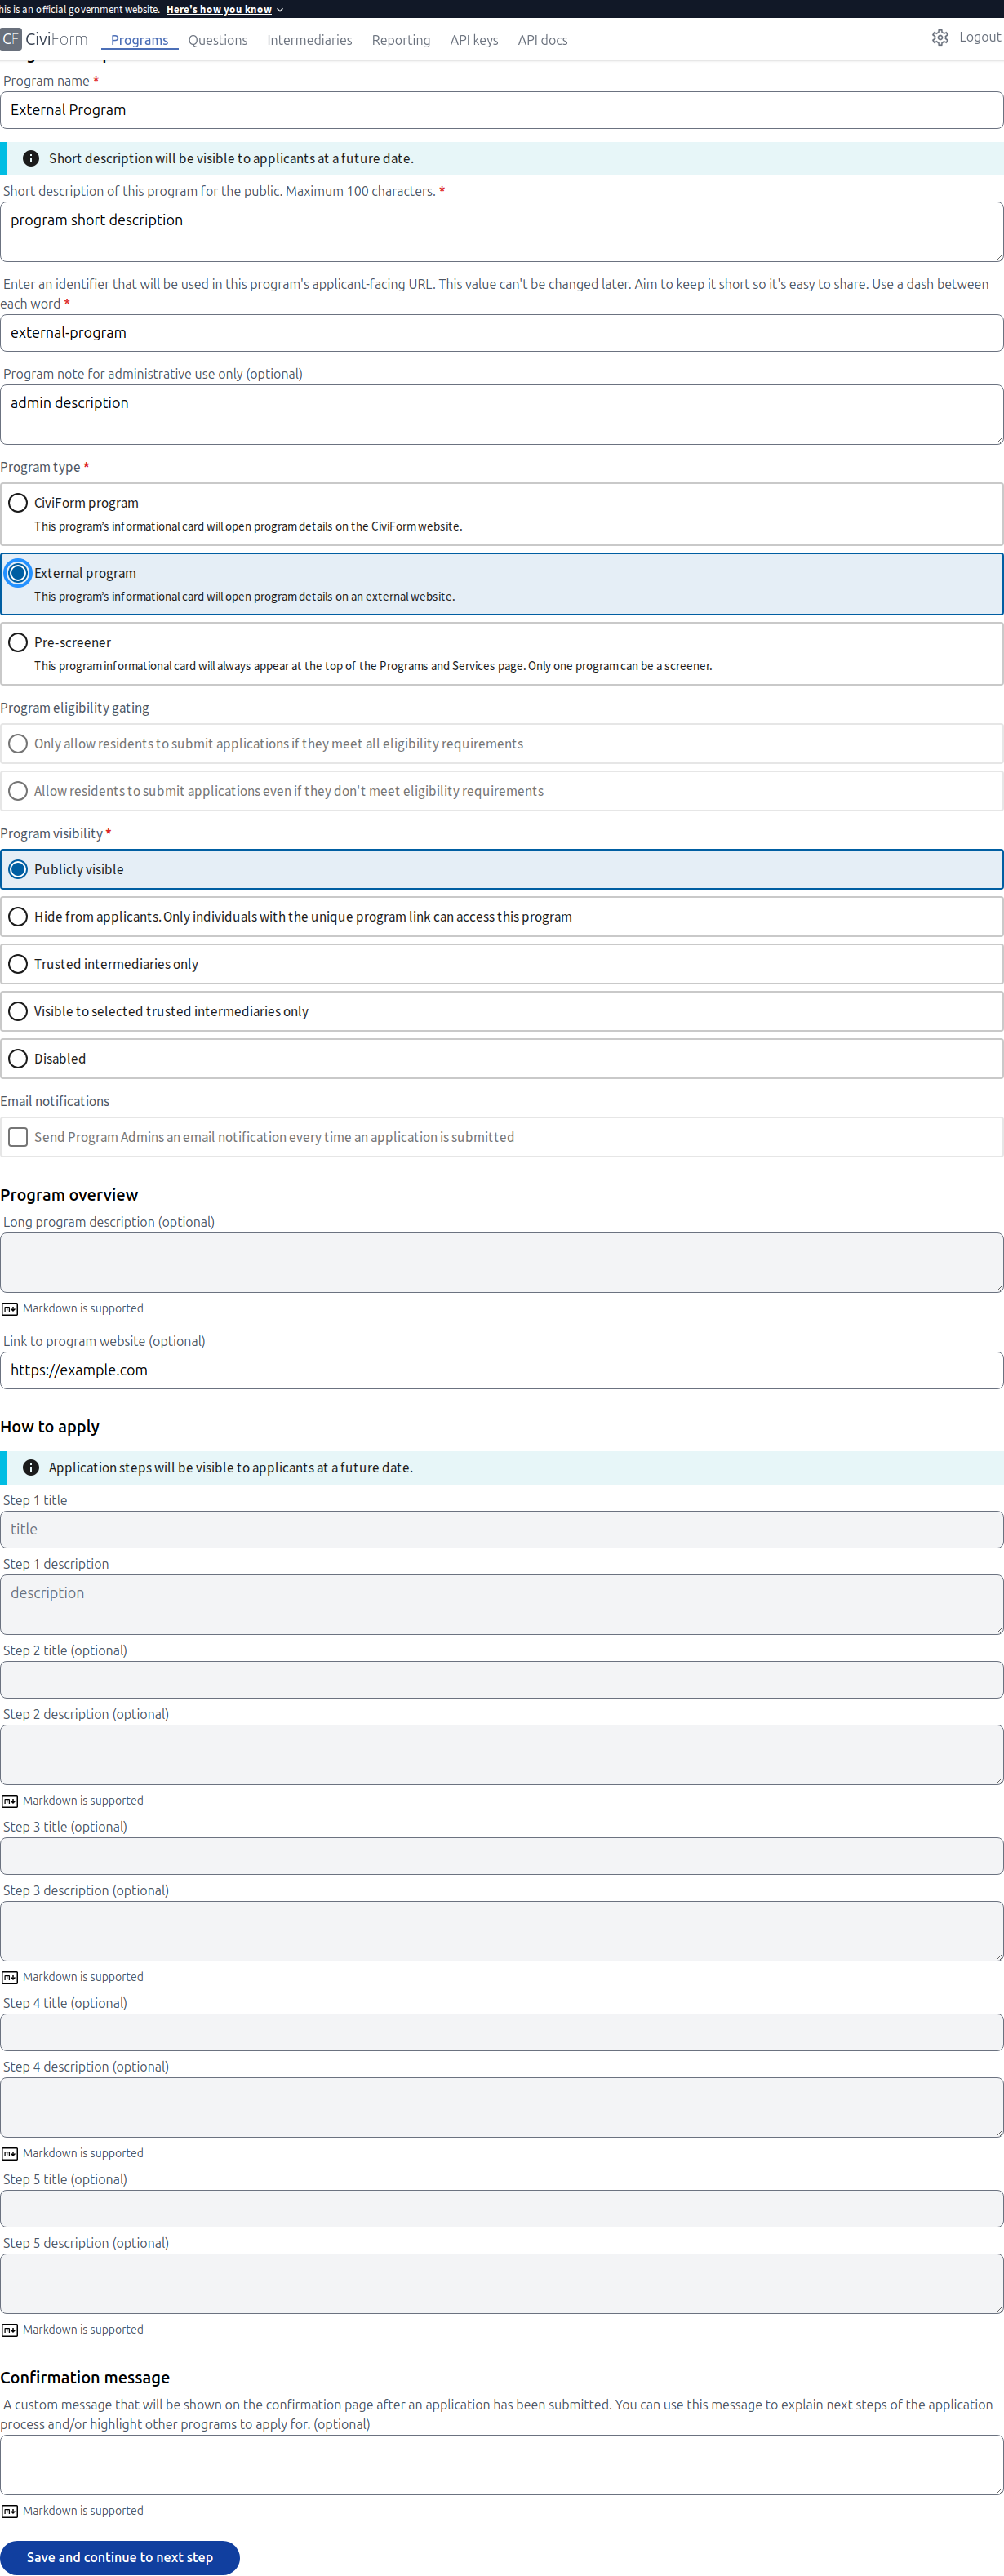 his is an official government website. Here's how you know
CF CiviForm Programs Questions Intermediaries Reporting API keys API docs Logout
Program name *
External Program
Short description will be visible to applicants at a future date.
Short description of this program for the public. Maximum 100 characters. *
program short description
Enter an identifier that will be used in this program's applicant-facing URL. This value can't be changed later. Aim to keep it short so it's easy to share. Use a dash between
each word *
external-program
Program note for administrative use only (optional)
admin description
Program type *
CiviForm program
This program's informational card will open program details on the CiviForm website.
External program
This program's informational card will open program details on an external website.
Pre-screener
This program informational card will always appear at the top of the Programs and Services page. Only one program can be a screener.
Program eligibility gating
Only allow residents to submit applications if they meet all eligibility requirements
Allow residents to submit applications even if they don't meet eligibility requirements
Program visibility *
Publicly visible
Hide from applicants. Only individuals with the unique program link can access this program
Trusted intermediaries only
Visible to selected trusted intermediaries only
Disabled
Email notifications
Send Program Admins an email notification every time an application is submitted
Program overview
Long program description (optional)
Markdown is supported
Link to program website (optional)
https://example.com
How to apply
Application steps will be visible to applicants at a future date.
Step 1 title
title
Step 1 description
description
Step 2 title (optional)
Step 2 description (optional)
Markdown is supported
Step 3 title (optional)
Step 3 description (optional)
Markdown is supported
Step 4 title (optional)
Step 4 description (optional)
Markdown is supported
Step 5 title (optional)
Step 5 description (optional)
Markdown is supported
Confirmation message
A custom message that will be shown on the confirmation page after an application has been submitted. You can use this message to explain next steps of the application
process and/or highlight other programs to apply for. (optional)
Markdown is supported
Save and continue to next step